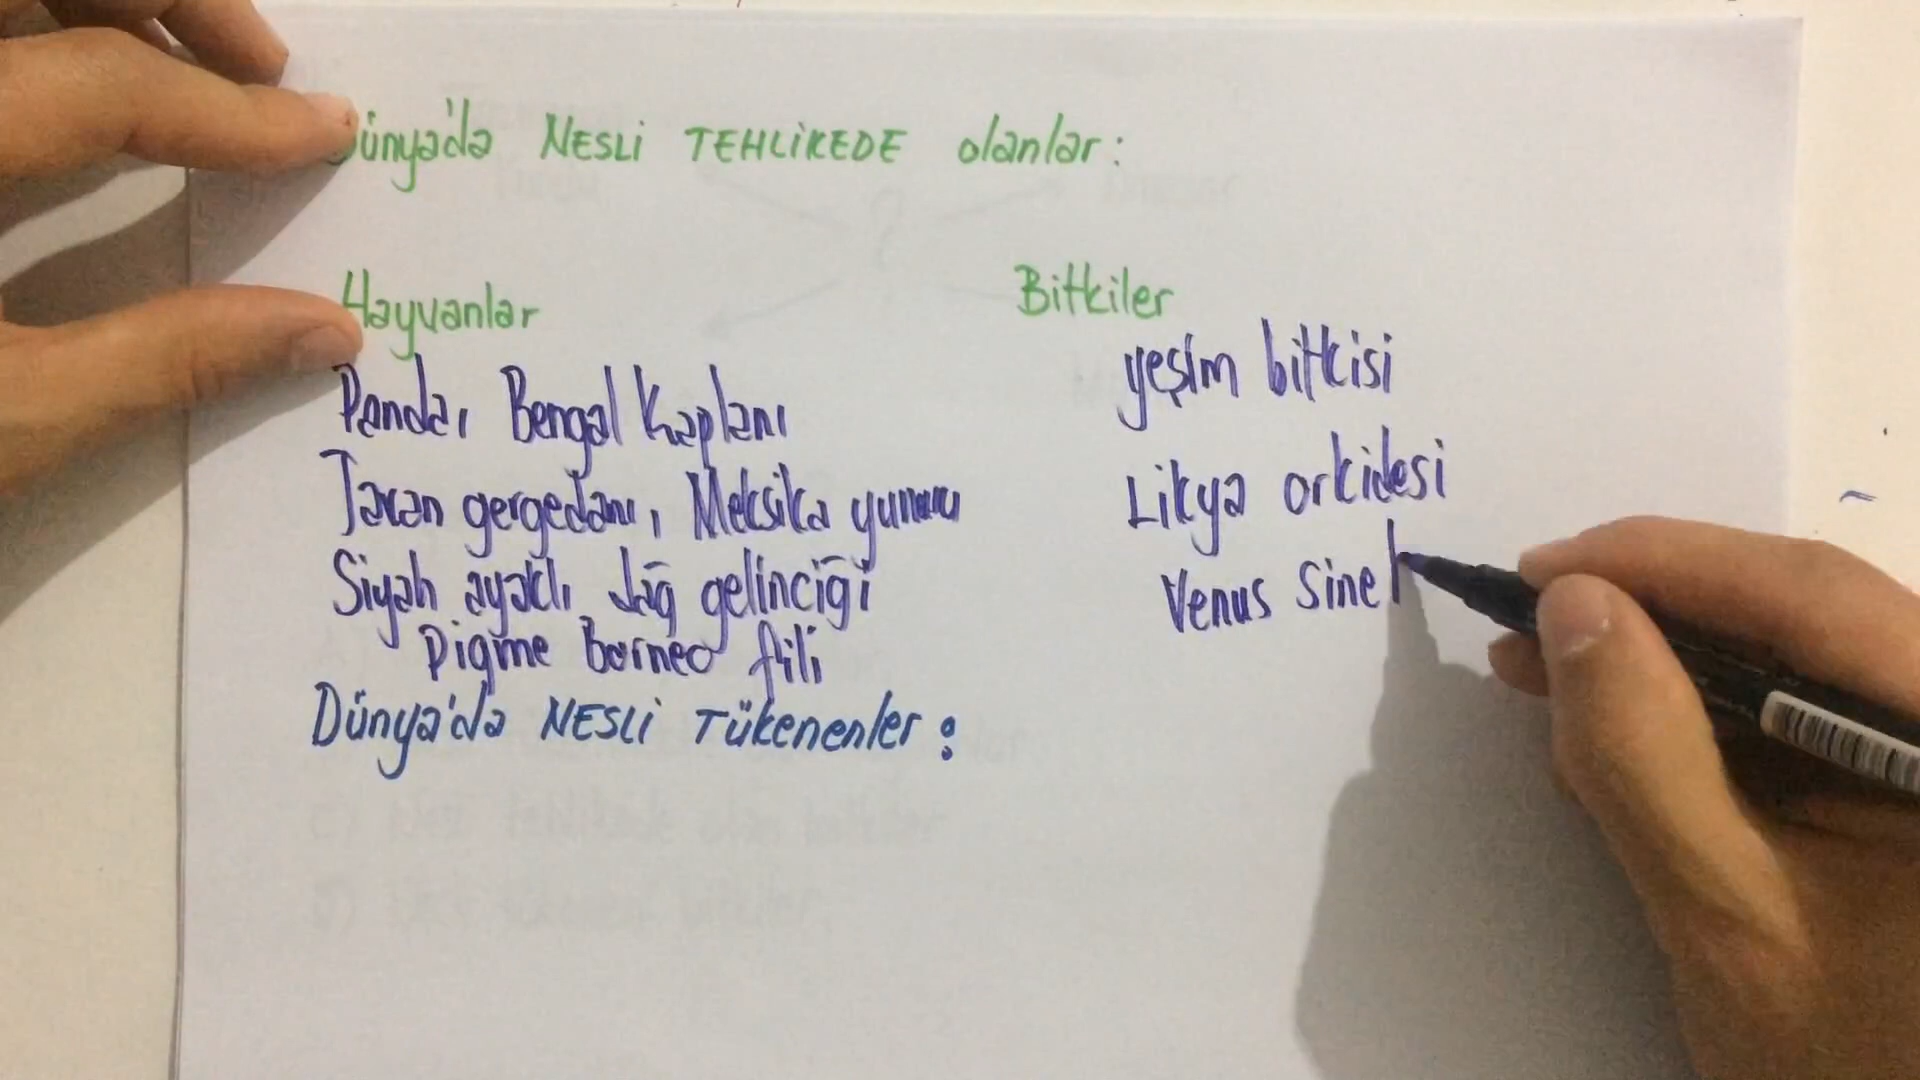 Dünya'da NESLİ TEHLİKEDE olanlar:
Hayvanlar
Panda, Bengal Kaplanı
Javan gergedanı, Meksika yunusu
Siyah ayaklı dağ gelinciği
Pigme Borneo fili
Bitkiler
yeşim bitkisi
Likya orkidesi
Venus Sinek
Dünya'da NESLİ TÜKENENLER: